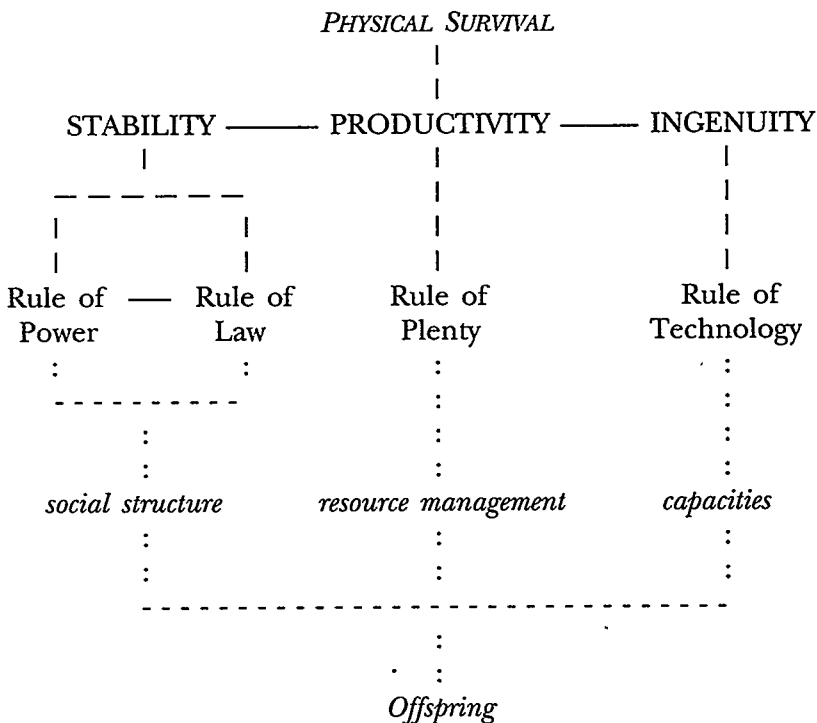 PHYSICAL SURVIVAL
STABILITY PRODUCTIVITY INGENUITY
Rule of Rule of Rule of Rule of
Power Law Plenty Technology
social structure resource management capacities
Offspring